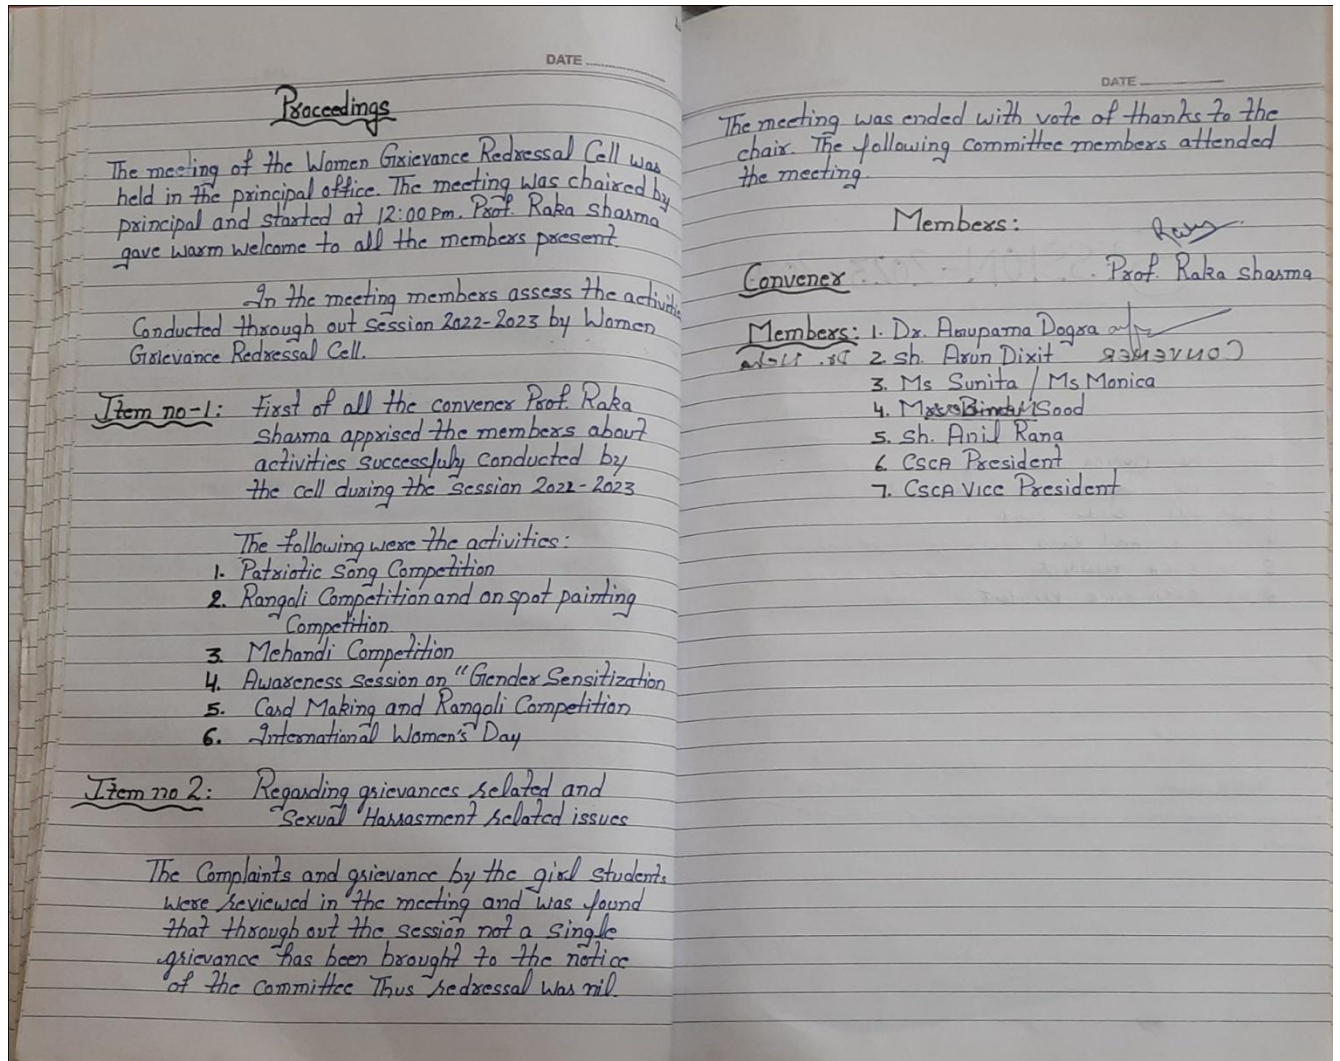 DATE
Proceedings
The meeting of the Women Grievance Redressal Cell was
held in the principal office. The meeting was chaired by
principal and started at 12:00 pm. Prof. Raka Sharma
gave warm welcome to all the members present.
In the meeting members assess the activities
Conducted through out Session 2022-2023 by Women
Grievance Redressal Cell.
Item no-1: First of all the convener Prof. Raka
Sharma apprised the members about
activities Successfuly Conducted by
the cell during the Session 2022-2023
The following were the activities:
1. Patriotic Song Competition
2. Rangoli Competition and on spot painting
Competition
3. Mehandi Competition
4. Awareness Session on "Gender Sensitization
5. Card Making and Rangoli Competition
6. International Women's Day
Item no 2: Regarding grievances related and
Sexual Harrasment related issues
The Complaints and grievance by the girl students
were reviewed in the meeting and was found
that through out the session not a single
grievance has been brought to the notice
of the committee Thus redressal was nil.
DATE
The meeting was ended with vote of thanks to the
chair. The following committee members attended
the meeting.
Members:
Convener Prof. Raka Sharma
Members: 1. Dr. Anupama Dogra
2. Sh. Arun Dixit
3. Ms Sunita / Ms Monica
4. Sood
5. Sh. Anil Rana
6. CSCA President
7. CSCA Vice President